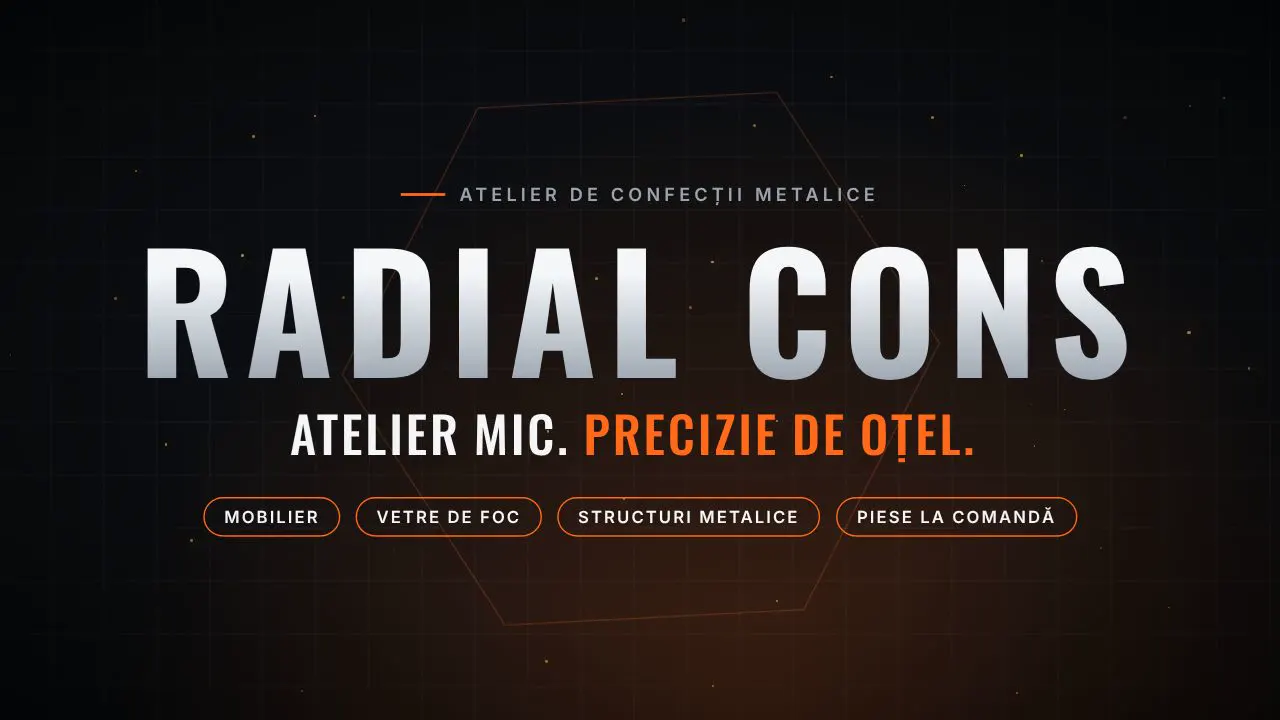 ATELIER DE CONFECȚII METALICE
RADIAL CONS
ATELIER MIC. PRECIZIE DE OȚEL.
MOBILIER VETRE DE FOC STRUCTURI METALICE PIESE LA COMANDĂ